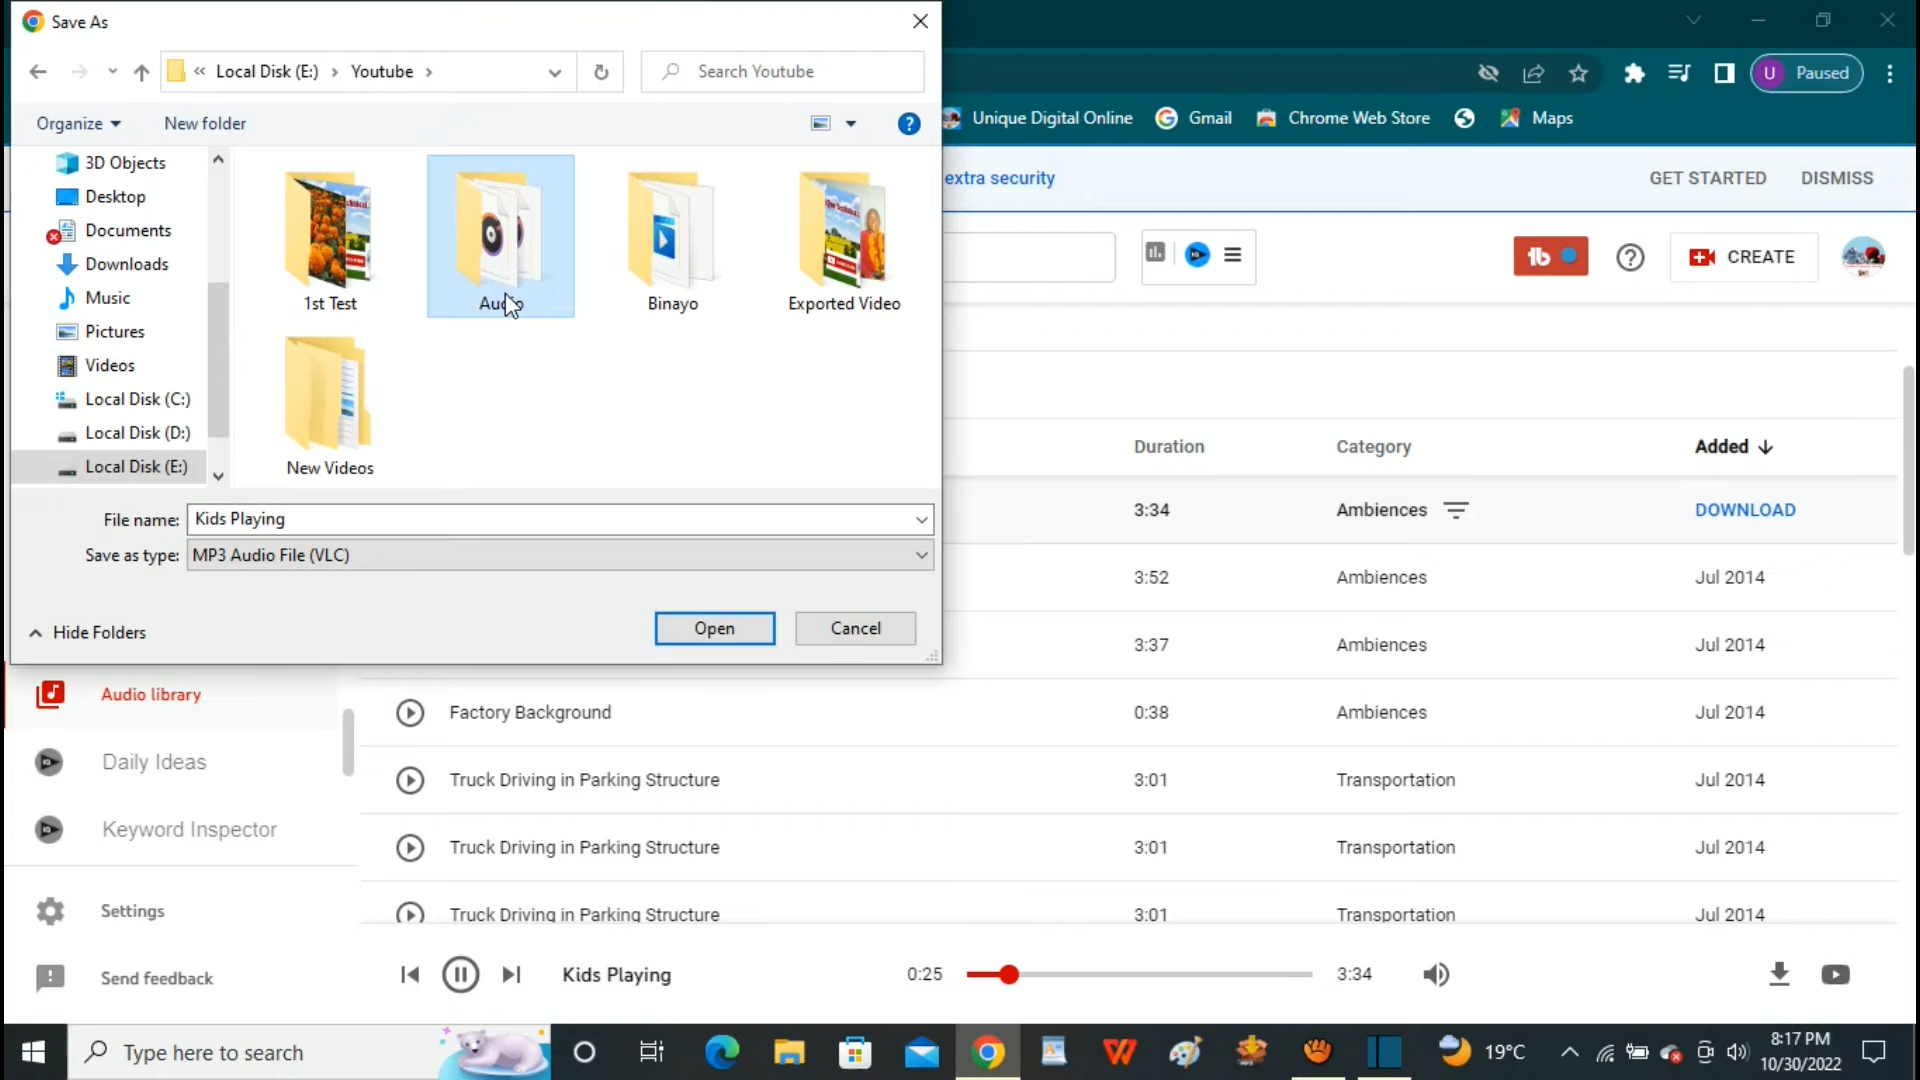 Save As
« Local Disk (E:) > Youtube >
Search Youtube
Paused
U
Organize
New folder
Unique Digital Online
Gmail
Chrome Web Store
Maps
3D Objects
Desktop
Documents
Downloads
Music
Pictures
Videos
Local Disk (C:)
Local Disk (D:)
Local Disk (E:)
1st Test
Audio
Binayo
Exported Video
New Videos
extra security
GET STARTED
DISMISS
CREATE
File name: Kids Playing
Save as type: MP3 Audio File (VLC)
Hide Folders
Open
Cancel
Duration
Category
Added
3:34
Ambiences
DOWNLOAD
3:52
Ambiences
Jul 2014
3:37
Ambiences
Jul 2014
Audio library
Daily Ideas
Keyword Inspector
Settings
Send feedback
Factory Background
0:38
Ambiences
Jul 2014
Truck Driving in Parking Structure
3:01
Transportation
Jul 2014
Truck Driving in Parking Structure
3:01
Transportation
Jul 2014
Truck Driving in Parking Structure
3:01
Transportation
Jul 2014
Kids Playing
0:25
3:34
Type here to search
19°C
8:17 PM
10/30/2022